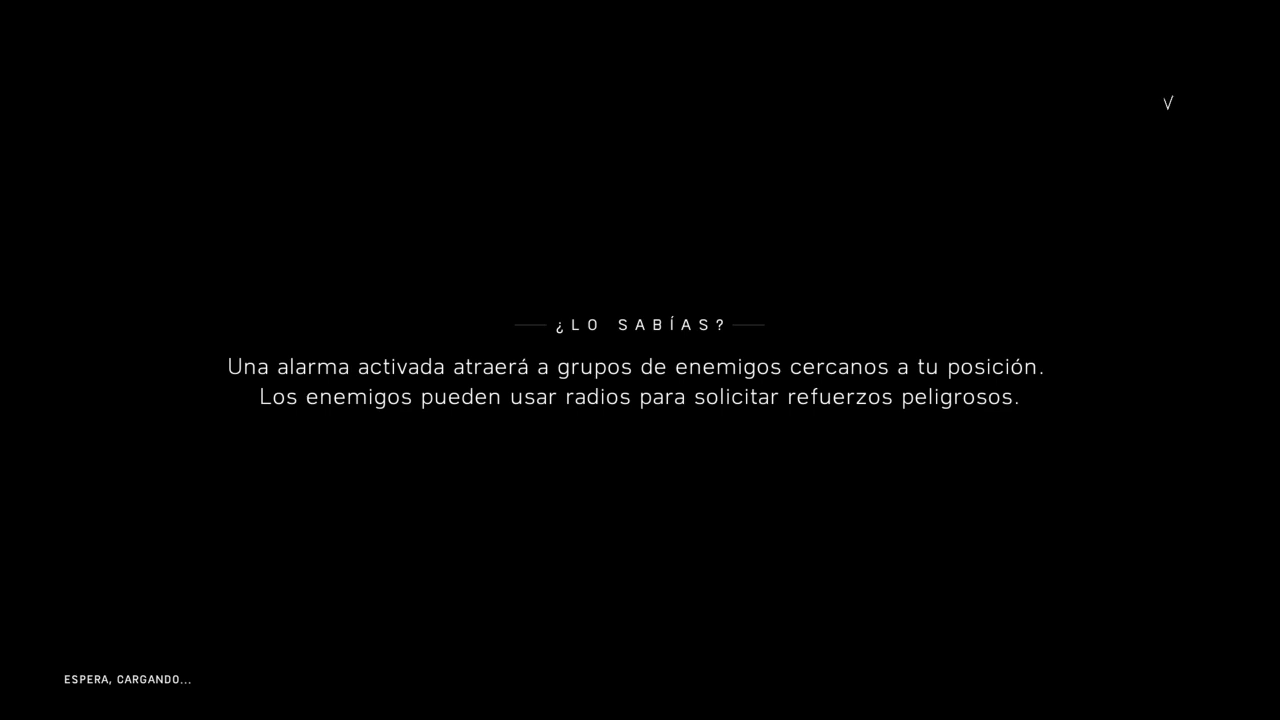 √
¿LO SABÍAS?
Una alarma activada atraerá a grupos de enemigos cercanos a tu posición.
Los enemigos pueden usar radios para solicitar refuerzos peligrosos.
ESPERA, CARGANDO...